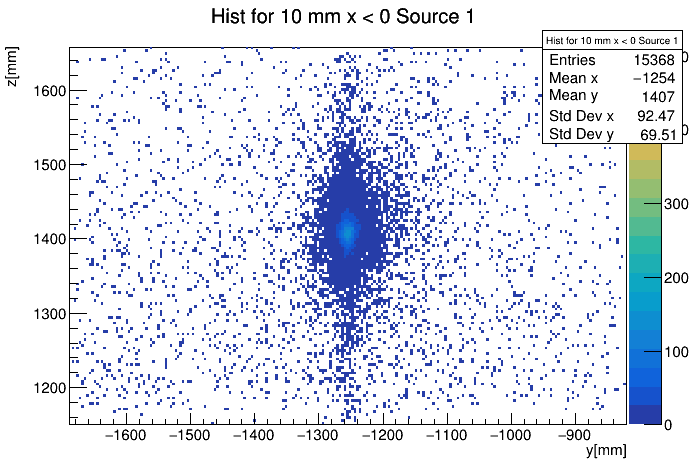 Hist for 10 mm x < 0 Source 1
Hist for 10 mm x < 0 Source 1
Entries 15368
Mean x −1254
Mean y 1407
Std Dev x 92.47
Std Dev y 69.51
z[mm]
1600
1500
1400
1300
1200
300
200
100
0
−1600 −1500 −1400 −1300 −1200 −1100 −1000 −900
y[mm]